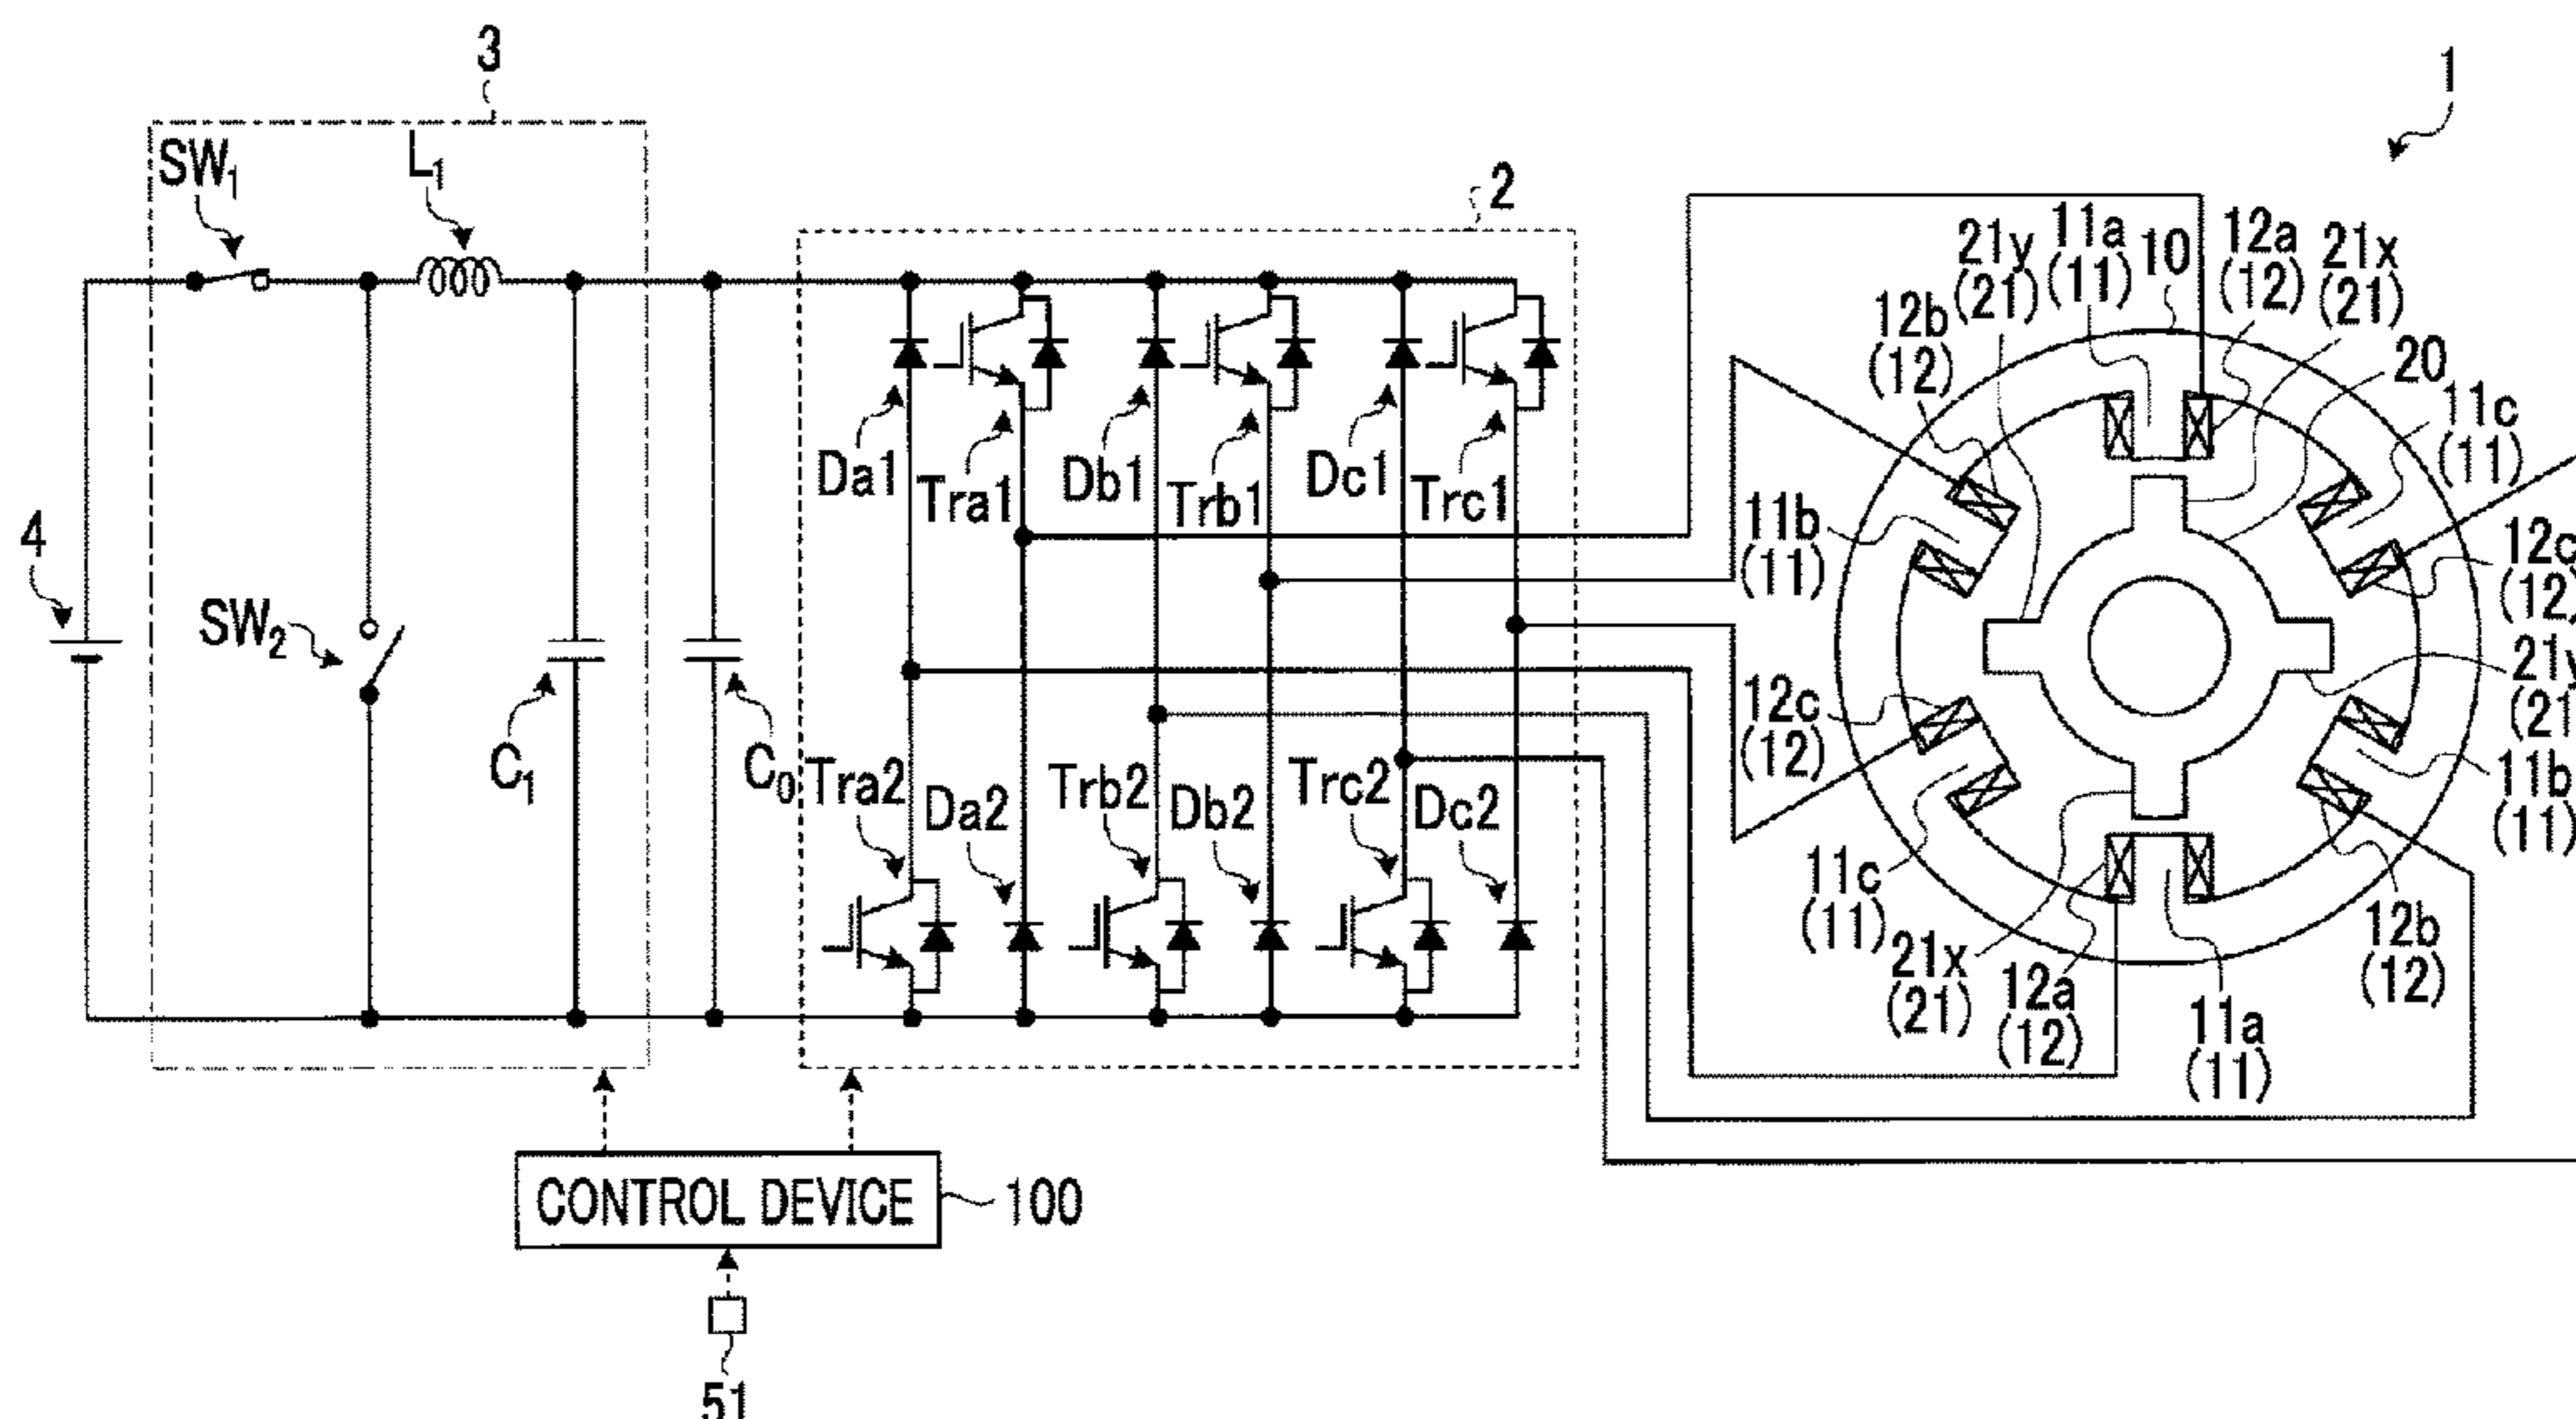 3
1
SW1
L1
2
21y
(21)
11a
(11)
10
12a
(12)
21x
(21)
12b
(12)
20
11c
(11)
Da1
Tra1
Db1
Trb1
Dc1
Trc1
4
11b
(11)
12c
(12)
SW2
21y
(21
12c
(12)
C1
C0
Tra2
Da2
Trb2
Db2
Trc2
Dc2
11b
(11)
11c
(11)
21x
(21)
12a
(12)
11a
(11)
12b
(12)
CONTROL DEVICE
100
51